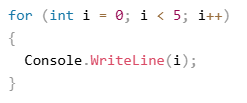 for (int i = 0; i < 5; i++)
{
  Console.WriteLine(i);
}